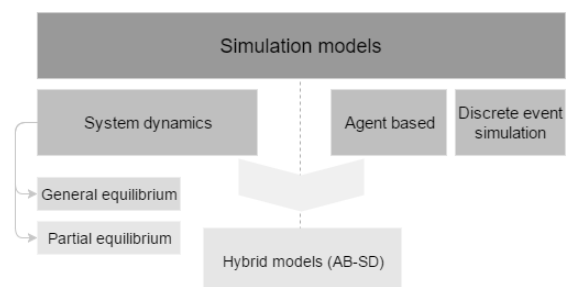 Simulation models
System dynamics
Agent based
Discrete event
simulation
General equilibrium
Partial equilibrium
Hybrid models (AB-SD)